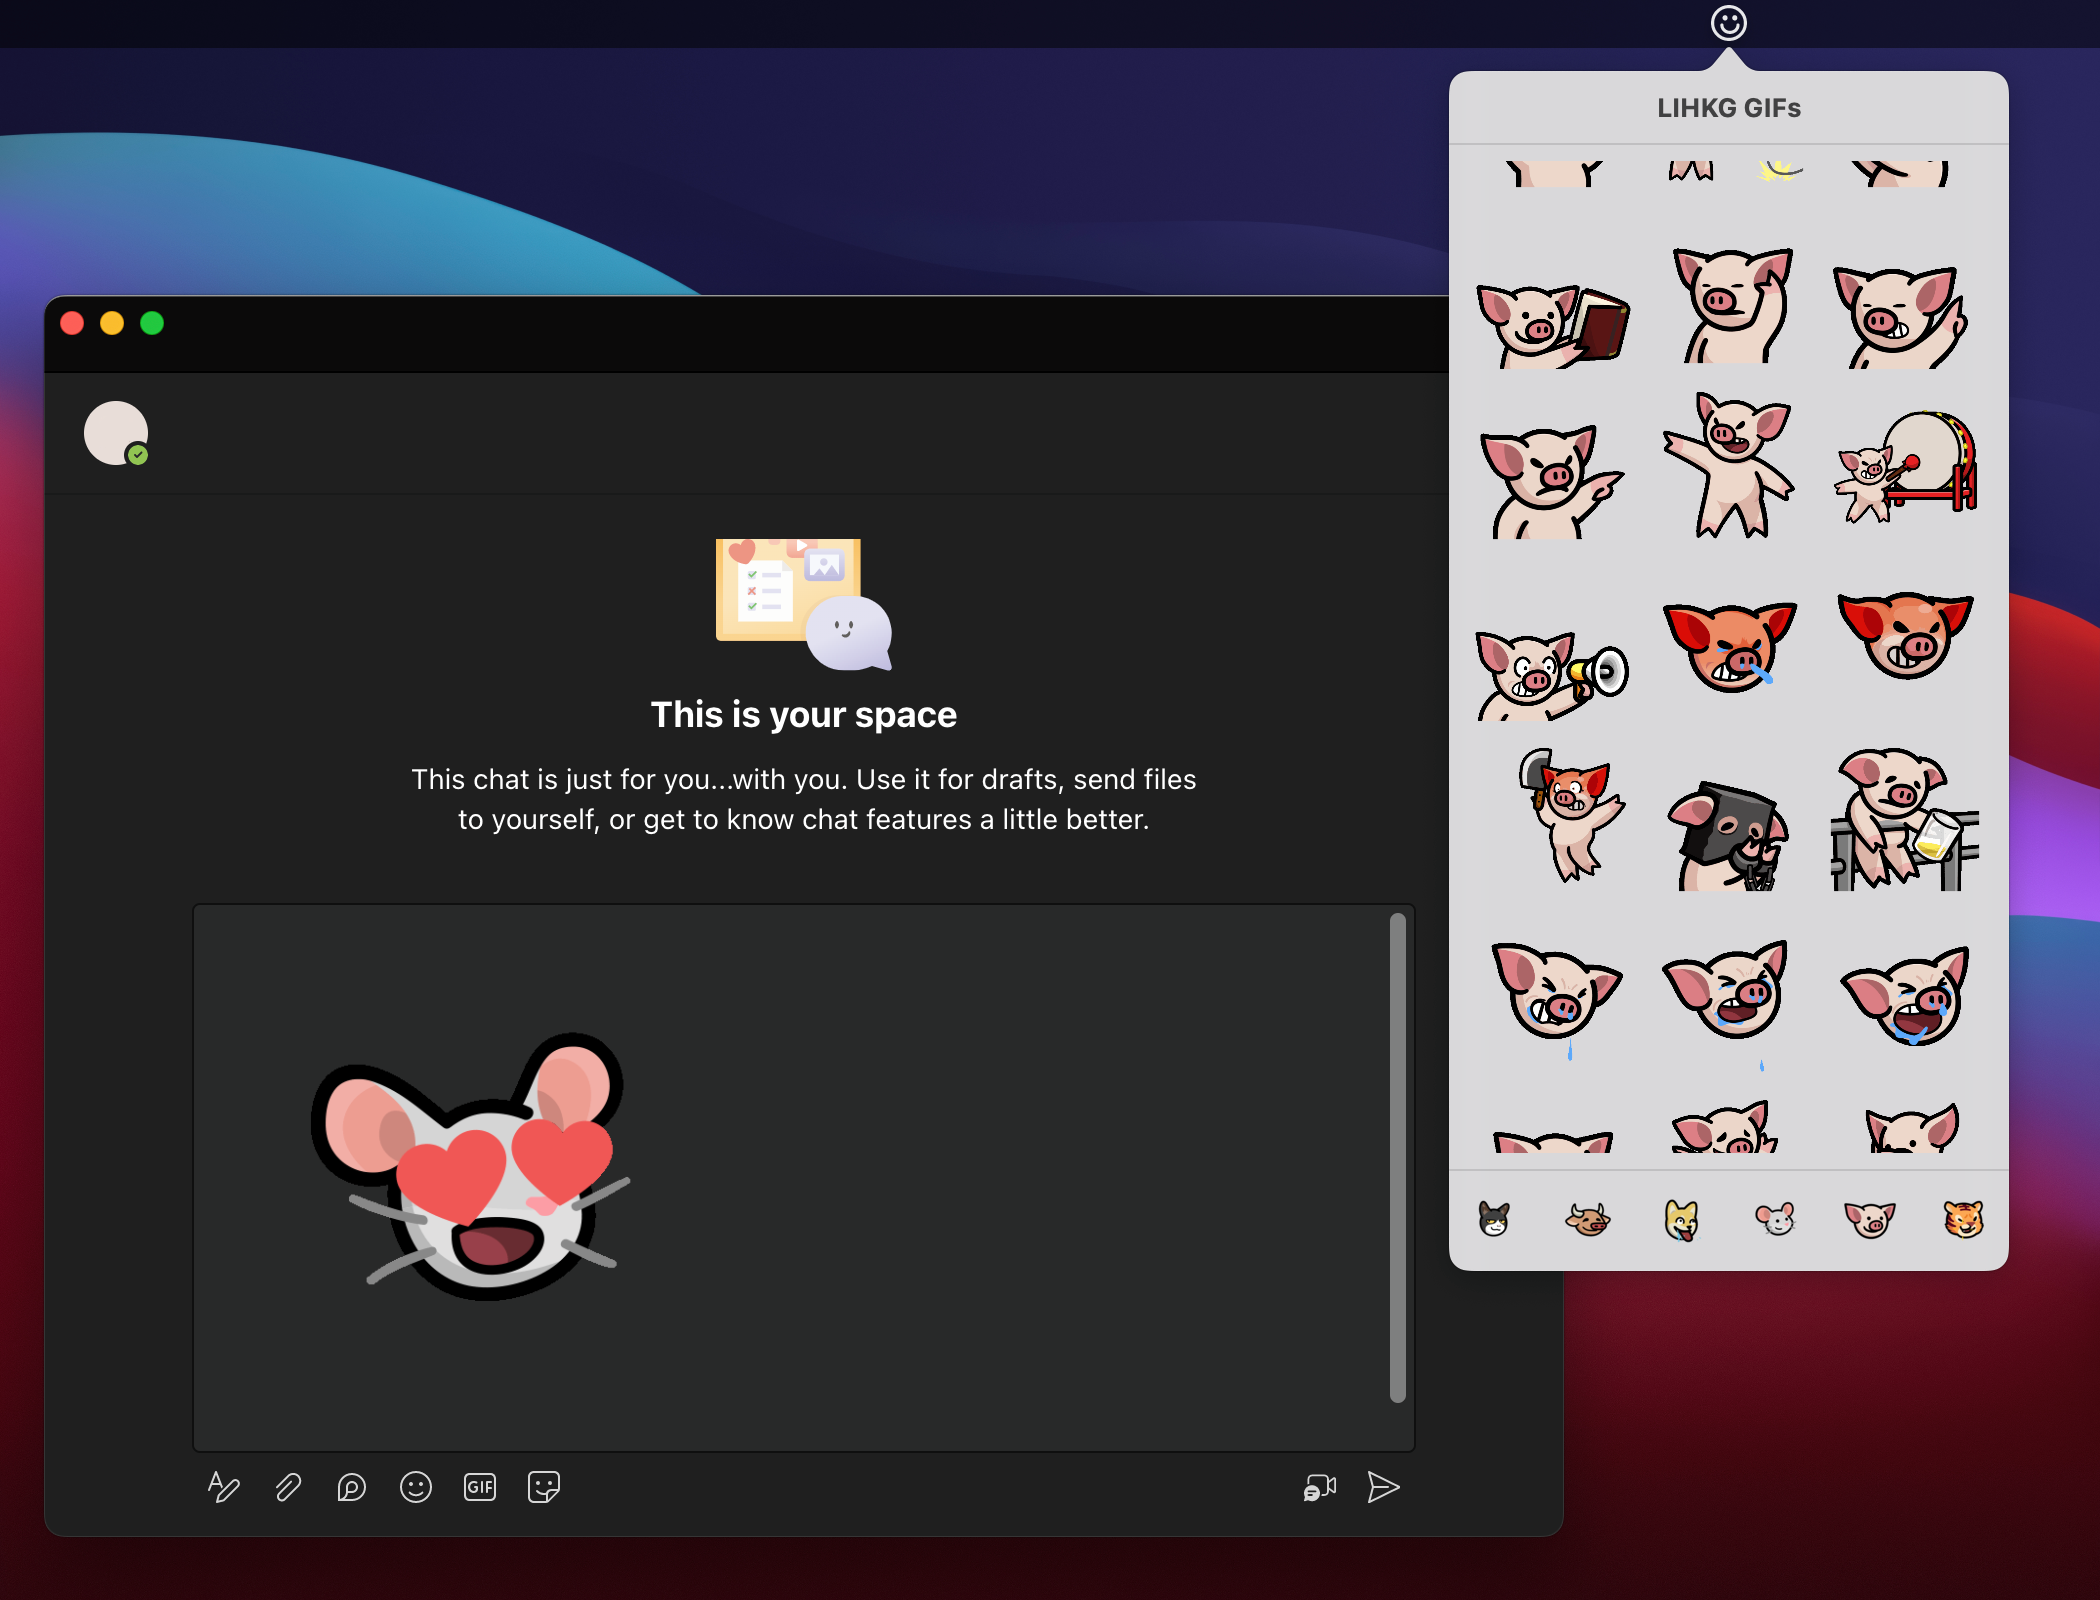 LIHKG GIFs
This is your space
This chat is just for you...with you. Use it for drafts, send files
to yourself, or get to know chat features a little better.
GIF